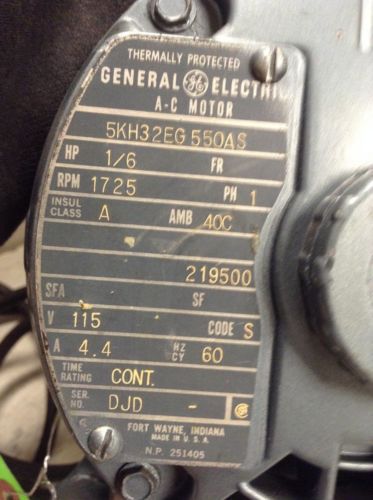 THERMALLY PROTECTED
GENERAL GE ELECTRIC
A-C MOTOR
5KH32EG550AS
HP 1/6 FR
RPM 1725 PH 1
INSUL CLASS A AMB 40C
219500
SFA SF
V 115 CODE S
A 4.4 HZ CY 60
TIME RATING CONT.
SER. NO. DJD -
FORT WAYNE, INDIANA
MADE IN U.S.A.
N.P. 251405